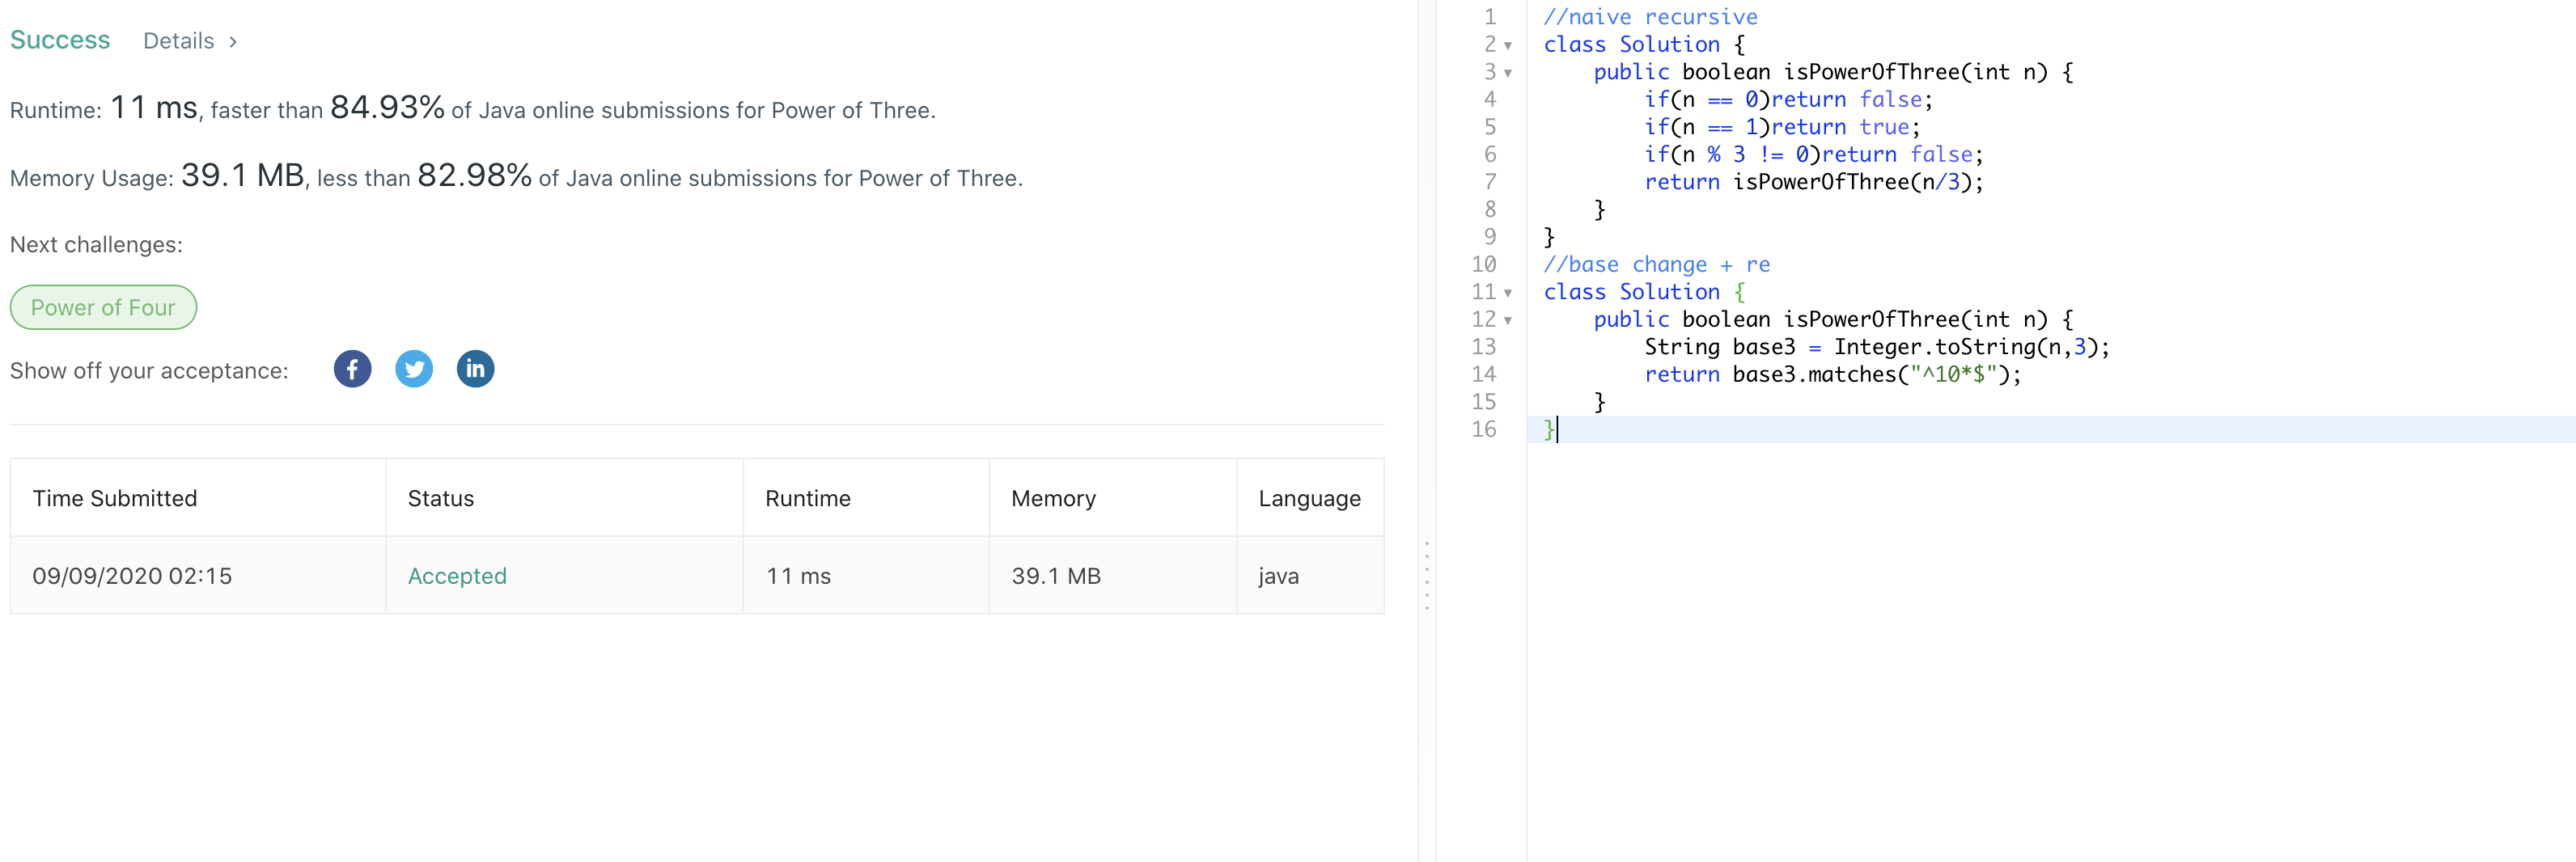 Success Details >
Runtime: 11 ms, faster than 84.93% of Java online submissions for Power of Three.
Memory Usage: 39.1 MB, less than 82.98% of Java online submissions for Power of Three.
Next challenges:
Power of Four
Show off your acceptance: f in
Time Submitted Status Runtime Memory Language
09/09/2020 02:15 Accepted 11 ms 39.1 MB java
1 //naive recursive
2 class Solution {
3     public boolean isPowerOfThree(int n) {
4         if(n == 0)return false;
5         if(n == 1)return true;
6         if(n % 3 != 0)return false;
7         return isPowerOfThree(n/3);
8     }
9 }
10 //base change + re
11 class Solution {
12     public boolean isPowerOfThree(int n) {
13         String base3 = Integer.toString(n,3);
14         return base3.matches("^10*$");
15     }
16 }